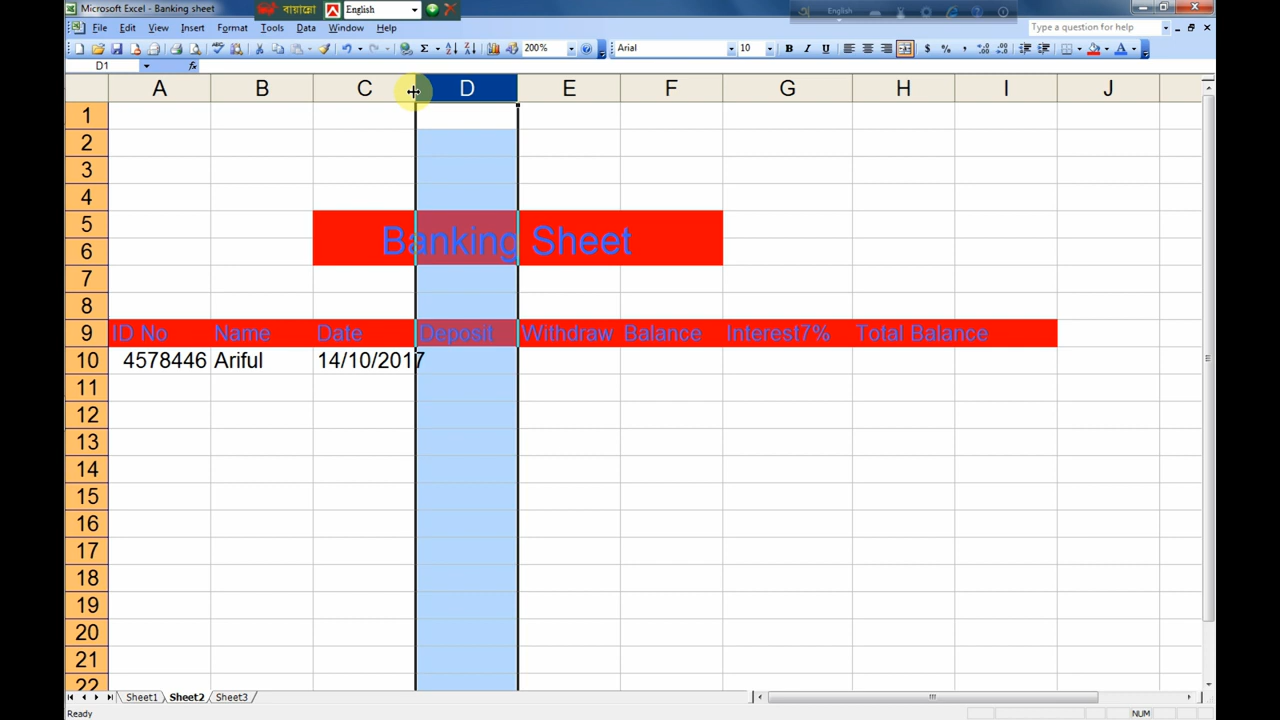 Microsoft Excel - Banking sheet
বায়ান্নো
English
English
File Edit View Insert Format Tools Data Window Help
Type a question for help
200%
Arial
10
B I U
$ % ,
D1
fx
A B C D E F G H I J
1
2
3
4
5
Banking Sheet
6
7
8
9 ID No Name Date Deposit Withdraw Balance Interest7% Total Balance
10 4578446 Ariful 14/10/2017
11
12
13
14
15
16
17
18
19
20
21
22
Sheet1 Sheet2 Sheet3
Ready
NUM